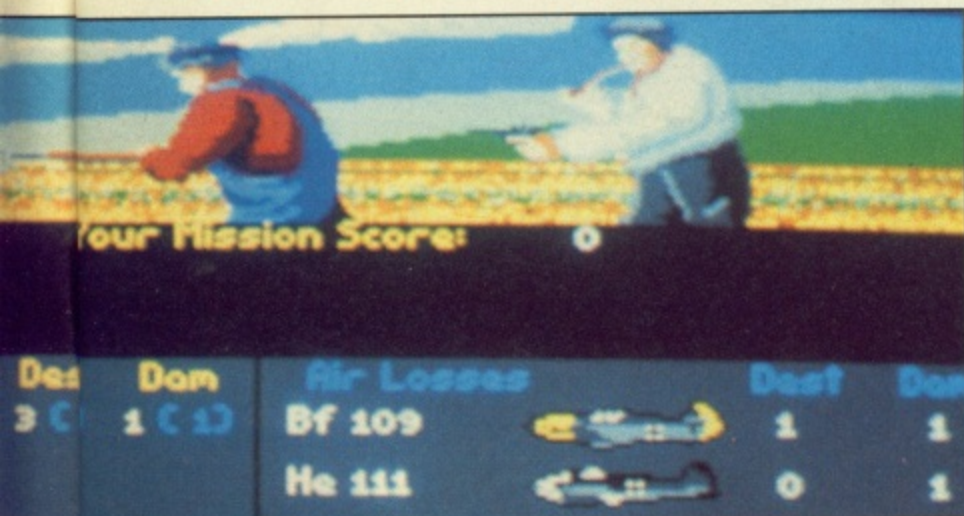 Your Mission Score: 0
Des Dam Air Losses Dest Dam
3 ( 1 ( 1) Bf 109 1 1
He 111 0 1